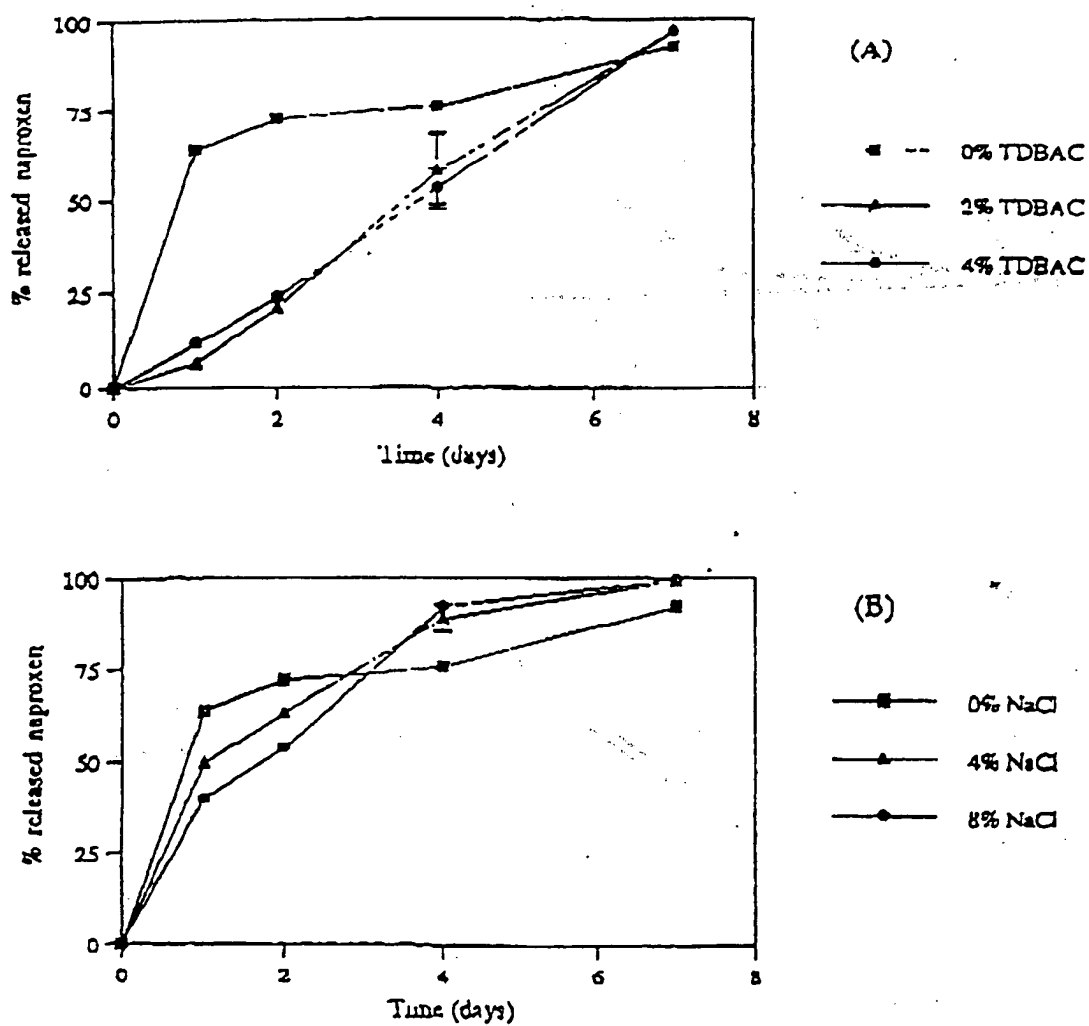 100
75
50
25
0
% released naproxen
0
2
4
6
8
Time (days)
(A)
0% TDBAC
2% TDBAC
4% TDBAC
100
75
50
25
0
% released naproxen
0
2
4
6
8
Time (days)
(B)
0% NaCl
4% NaCl
8% NaCl